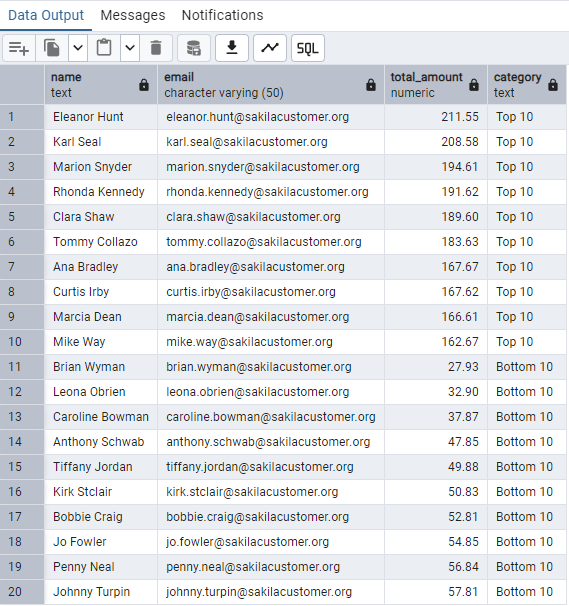 Data Output Messages Notifications
SQL
name email total_amount category
text character varying (50) numeric text
1 Eleanor Hunt eleanor.hunt@sakilacustomer.org 211.55 Top 10
2 Karl Seal karl.seal@sakilacustomer.org 208.58 Top 10
3 Marion Snyder marion.snyder@sakilacustomer.org 194.61 Top 10
4 Rhonda Kennedy rhonda.kennedy@sakilacustomer.org 191.62 Top 10
5 Clara Shaw clara.shaw@sakilacustomer.org 189.60 Top 10
6 Tommy Collazo tommy.collazo@sakilacustomer.org 183.63 Top 10
7 Ana Bradley ana.bradley@sakilacustomer.org 167.67 Top 10
8 Curtis Irby curtis.irby@sakilacustomer.org 167.62 Top 10
9 Marcia Dean marcia.dean@sakilacustomer.org 166.61 Top 10
10 Mike Way mike.way@sakilacustomer.org 162.67 Top 10
11 Brian Wyman brian.wyman@sakilacustomer.org 27.93 Bottom 10
12 Leona Obrien leona.obrien@sakilacustomer.org 32.90 Bottom 10
13 Caroline Bowman caroline.bowman@sakilacustomer.org 37.87 Bottom 10
14 Anthony Schwab anthony.schwab@sakilacustomer.org 47.85 Bottom 10
15 Tiffany Jordan tiffany.jordan@sakilacustomer.org 49.88 Bottom 10
16 Kirk Stclair kirk.stclair@sakilacustomer.org 50.83 Bottom 10
17 Bobbie Craig bobbie.craig@sakilacustomer.org 52.81 Bottom 10
18 Jo Fowler jo.fowler@sakilacustomer.org 54.85 Bottom 10
19 Penny Neal penny.neal@sakilacustomer.org 56.84 Bottom 10
20 Johnny Turpin johnny.turpin@sakilacustomer.org 57.81 Bottom 10